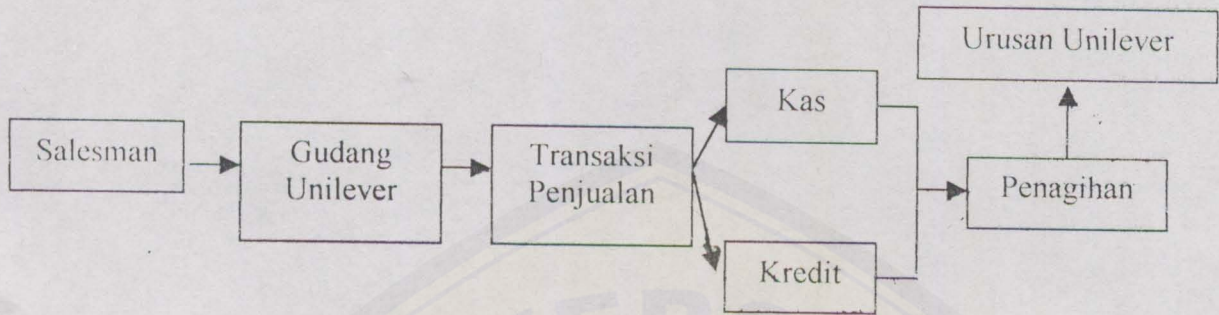 Urusan Unilever
Kas
Salesman
Gudang
Unilever
Transaksi
Penjualan
Penagihan
Kredit